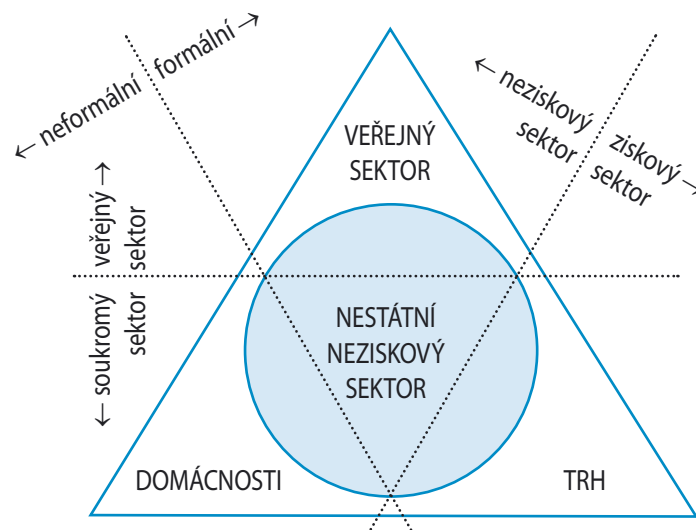 ← neformální formální →
← neziskový sektor
ziskový → sektor
VEŘEJNÝ
SEKTOR
veřejný → sektor
← soukromý sektor
NESTÁTNÍ
NEZISKOVÝ
SEKTOR
DOMÁCNOSTI
TRH